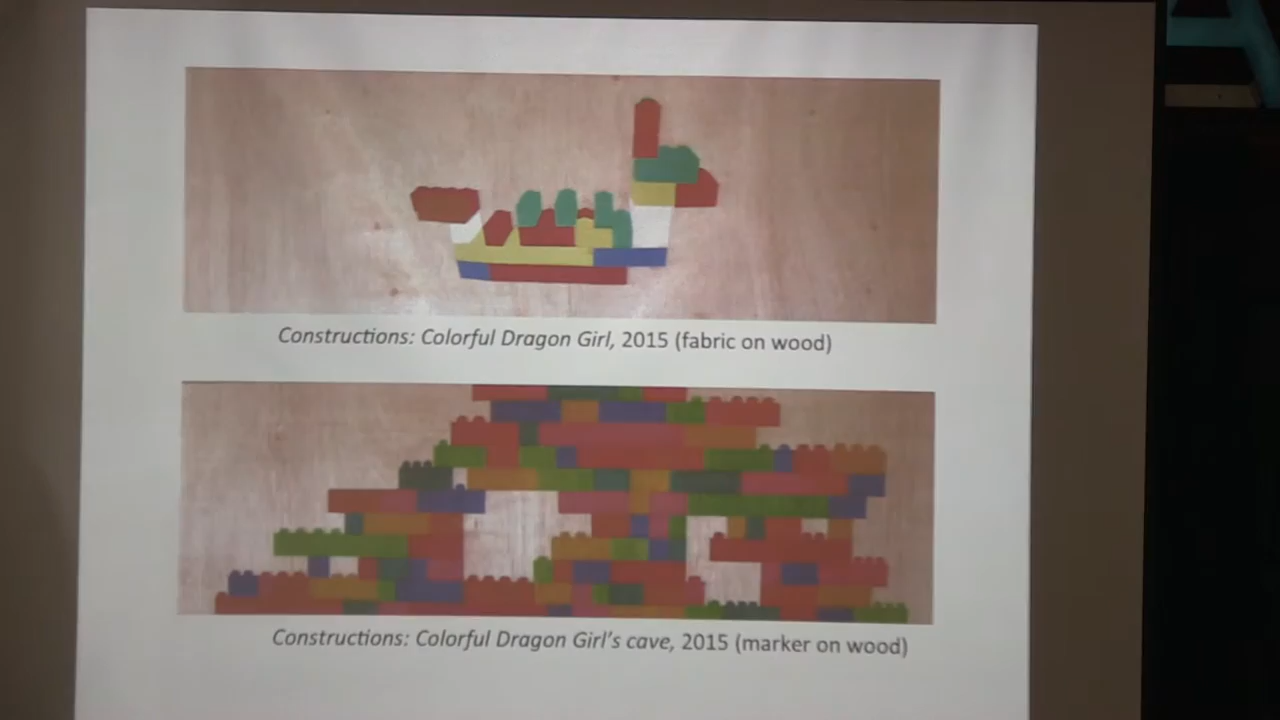 Constructions: Colorful Dragon Girl, 2015 (fabric on wood)
Constructions: Colorful Dragon Girl’s cave, 2015 (marker on wood)